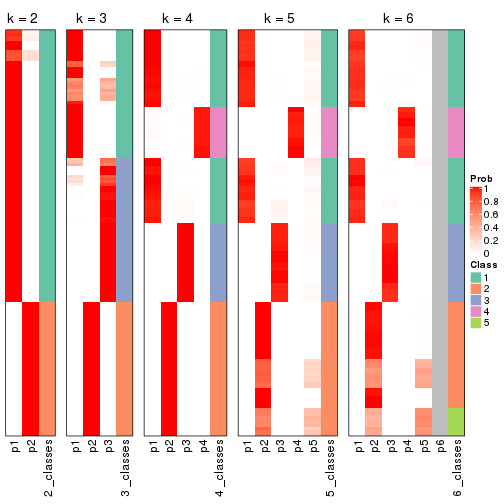 k = 2
k = 3
k = 4
k = 5
k = 6
Prob
1
0.8
0.6
0.4
0.2
0
Class
1
2
3
4
5
p1
p2
2_classes
p1
p2
p3
3_classes
p1
p2
p3
p4
4_classes
p1
p2
p3
p4
p5
5_classes
p1
p2
p3
p4
p5
p6
6_classes